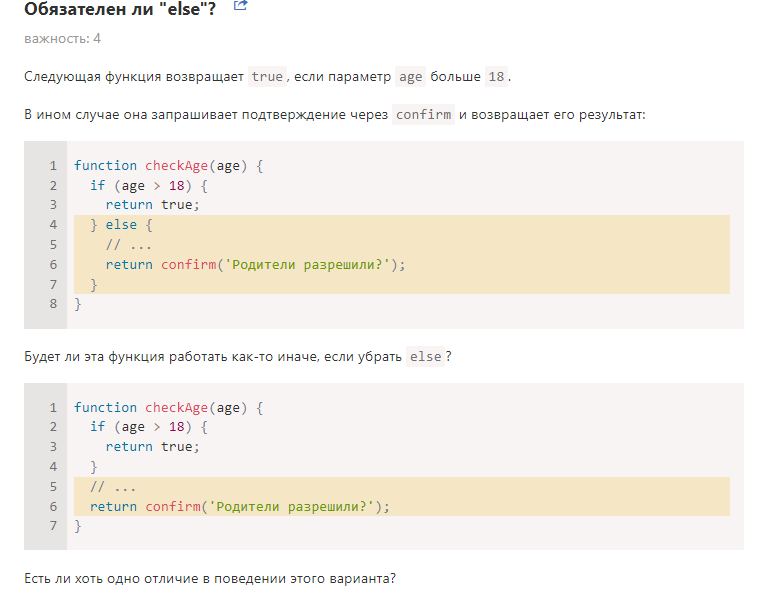 Обязателен ли "else"?
важность: 4
Следующая функция возвращает true, если параметр age больше 18.
В ином случае она запрашивает подтверждение через confirm и возвращает его результат:
1 function checkAge(age) {
2   if (age > 18) {
3     return true;
4   } else {
5     // ...
6     return confirm('Родители разрешили?');
7   }
8 }
Будет ли эта функция работать как-то иначе, если убрать else?
1 function checkAge(age) {
2   if (age > 18) {
3     return true;
4   }
5   // ...
6   return confirm('Родители разрешили?');
7 }
Есть ли хоть одно отличие в поведении этого варианта?